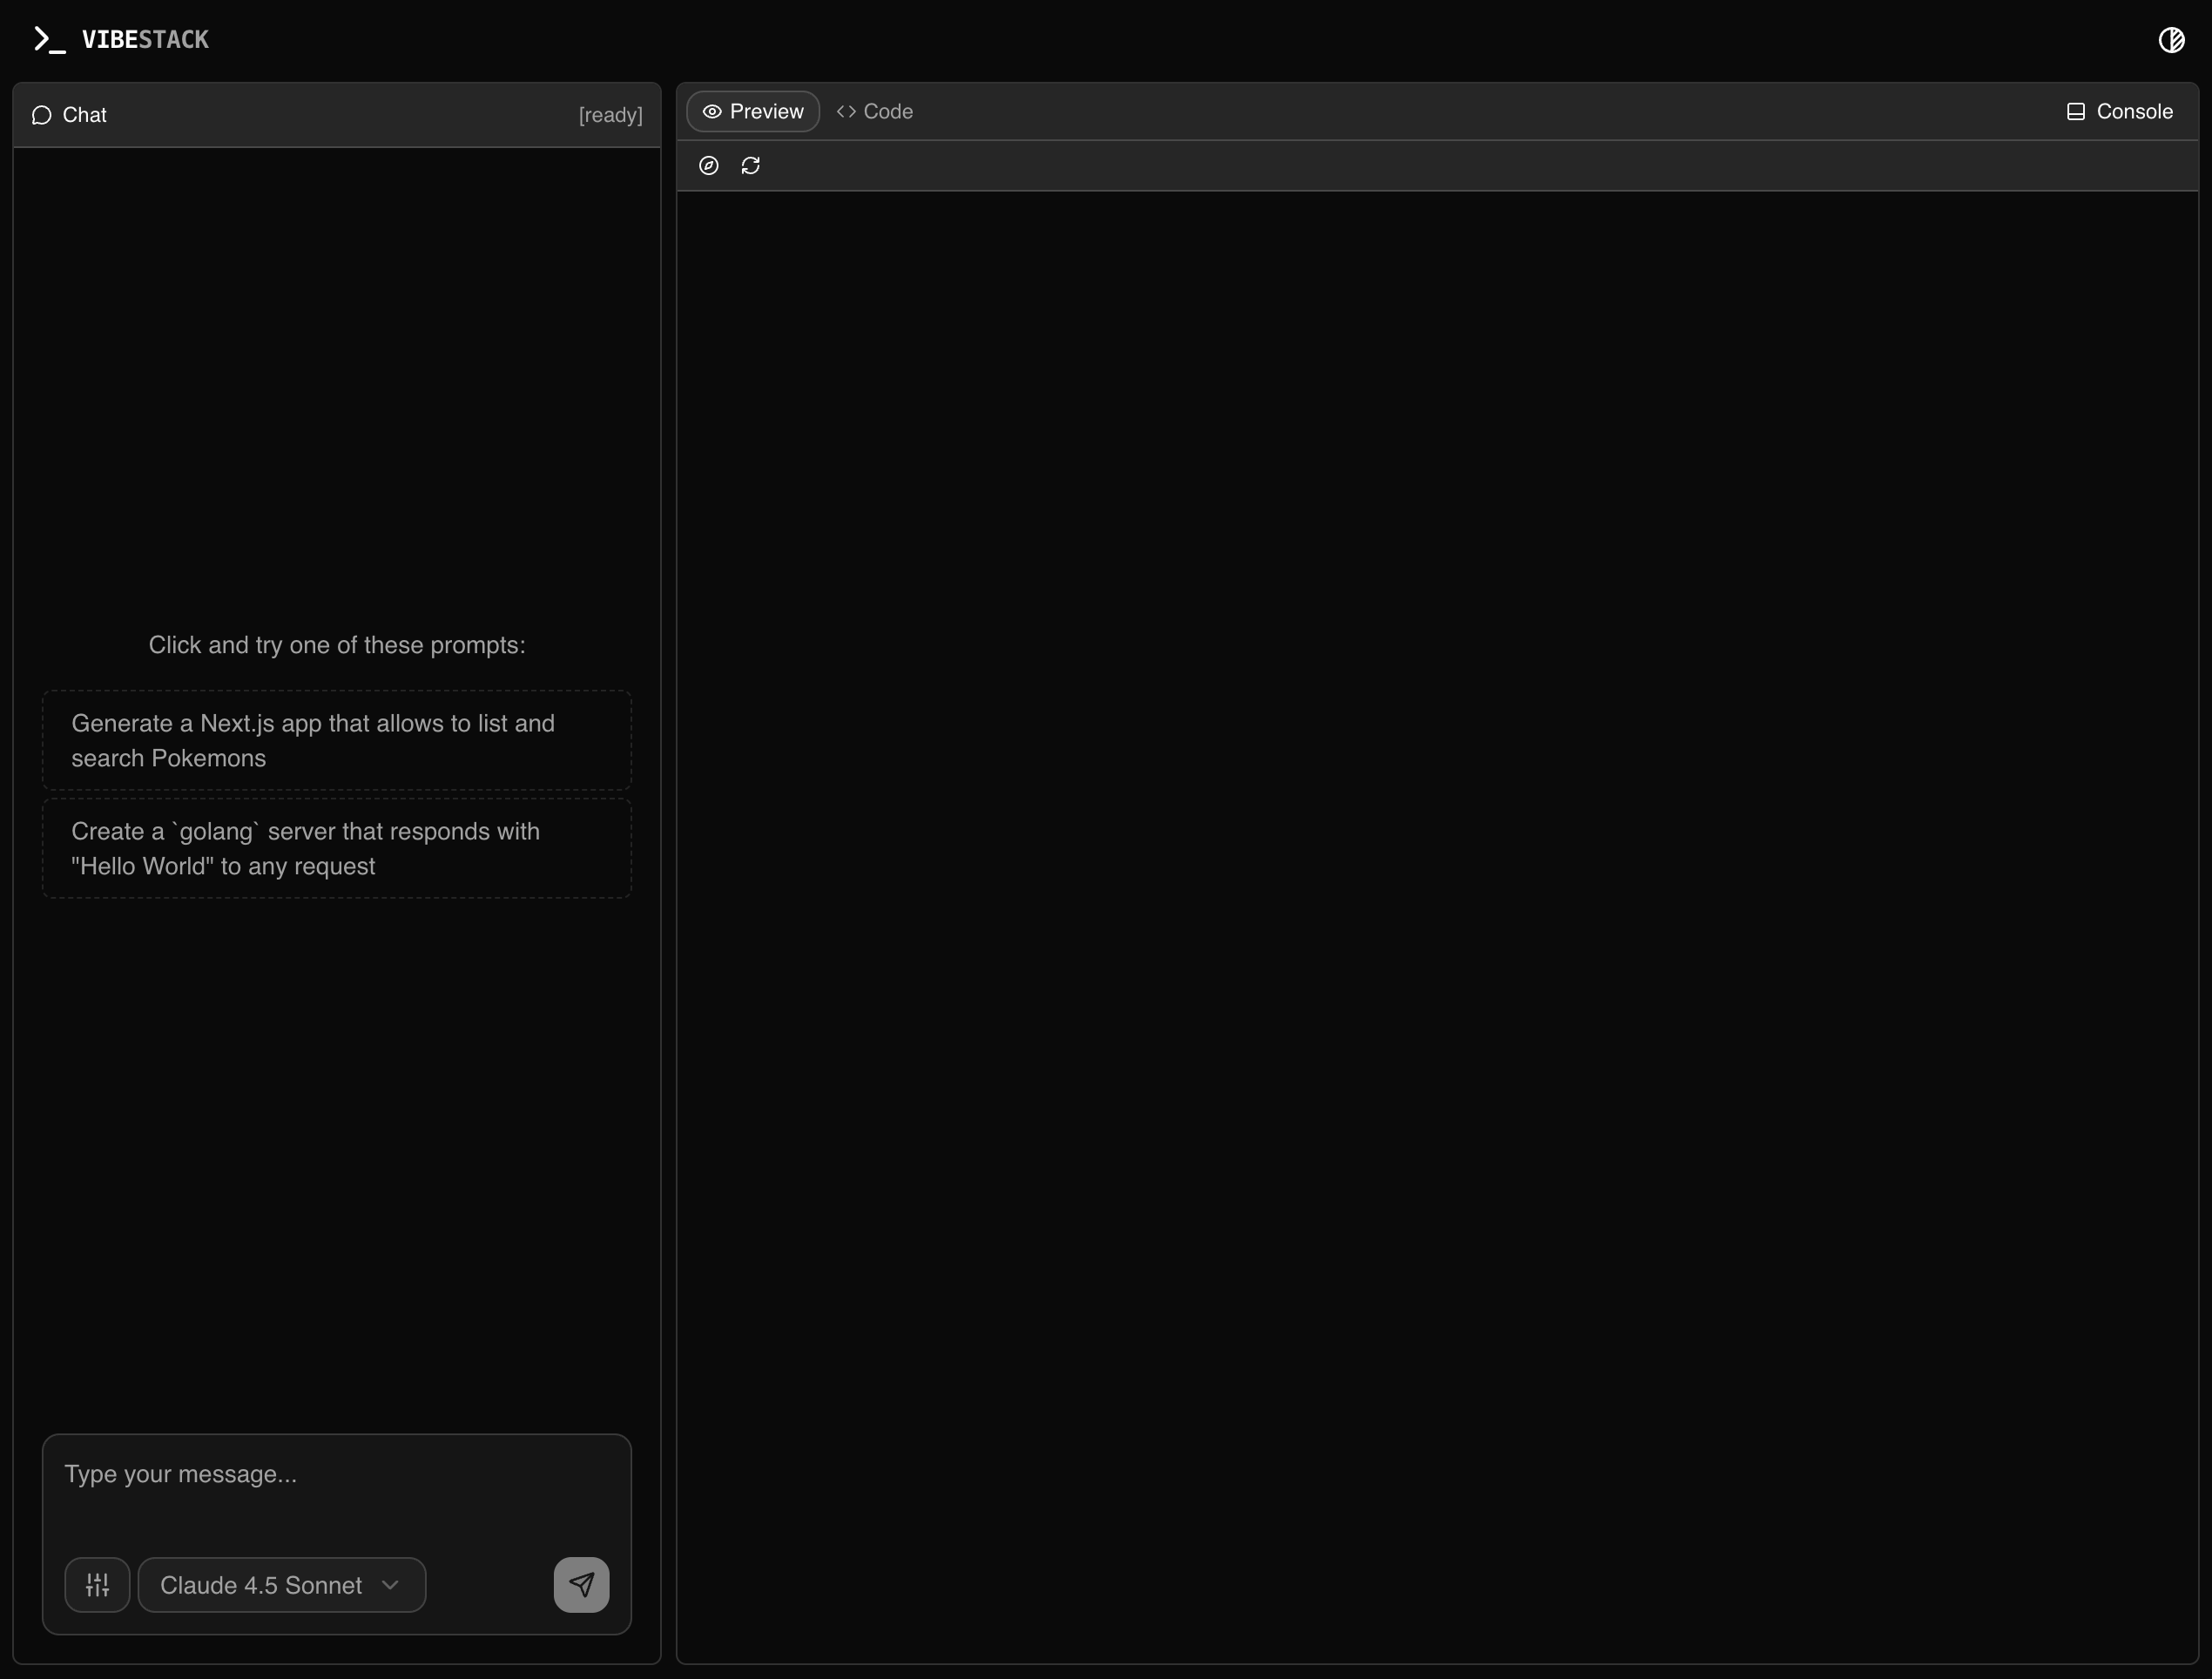 VIBESTACK
Chat
[ready]
Preview
Code
Console
Click and try one of these prompts:
Generate a Next.js app that allows to list and
search Pokemons
Create a `golang` server that responds with
"Hello World" to any request
Type your message...
Claude 4.5 Sonnet